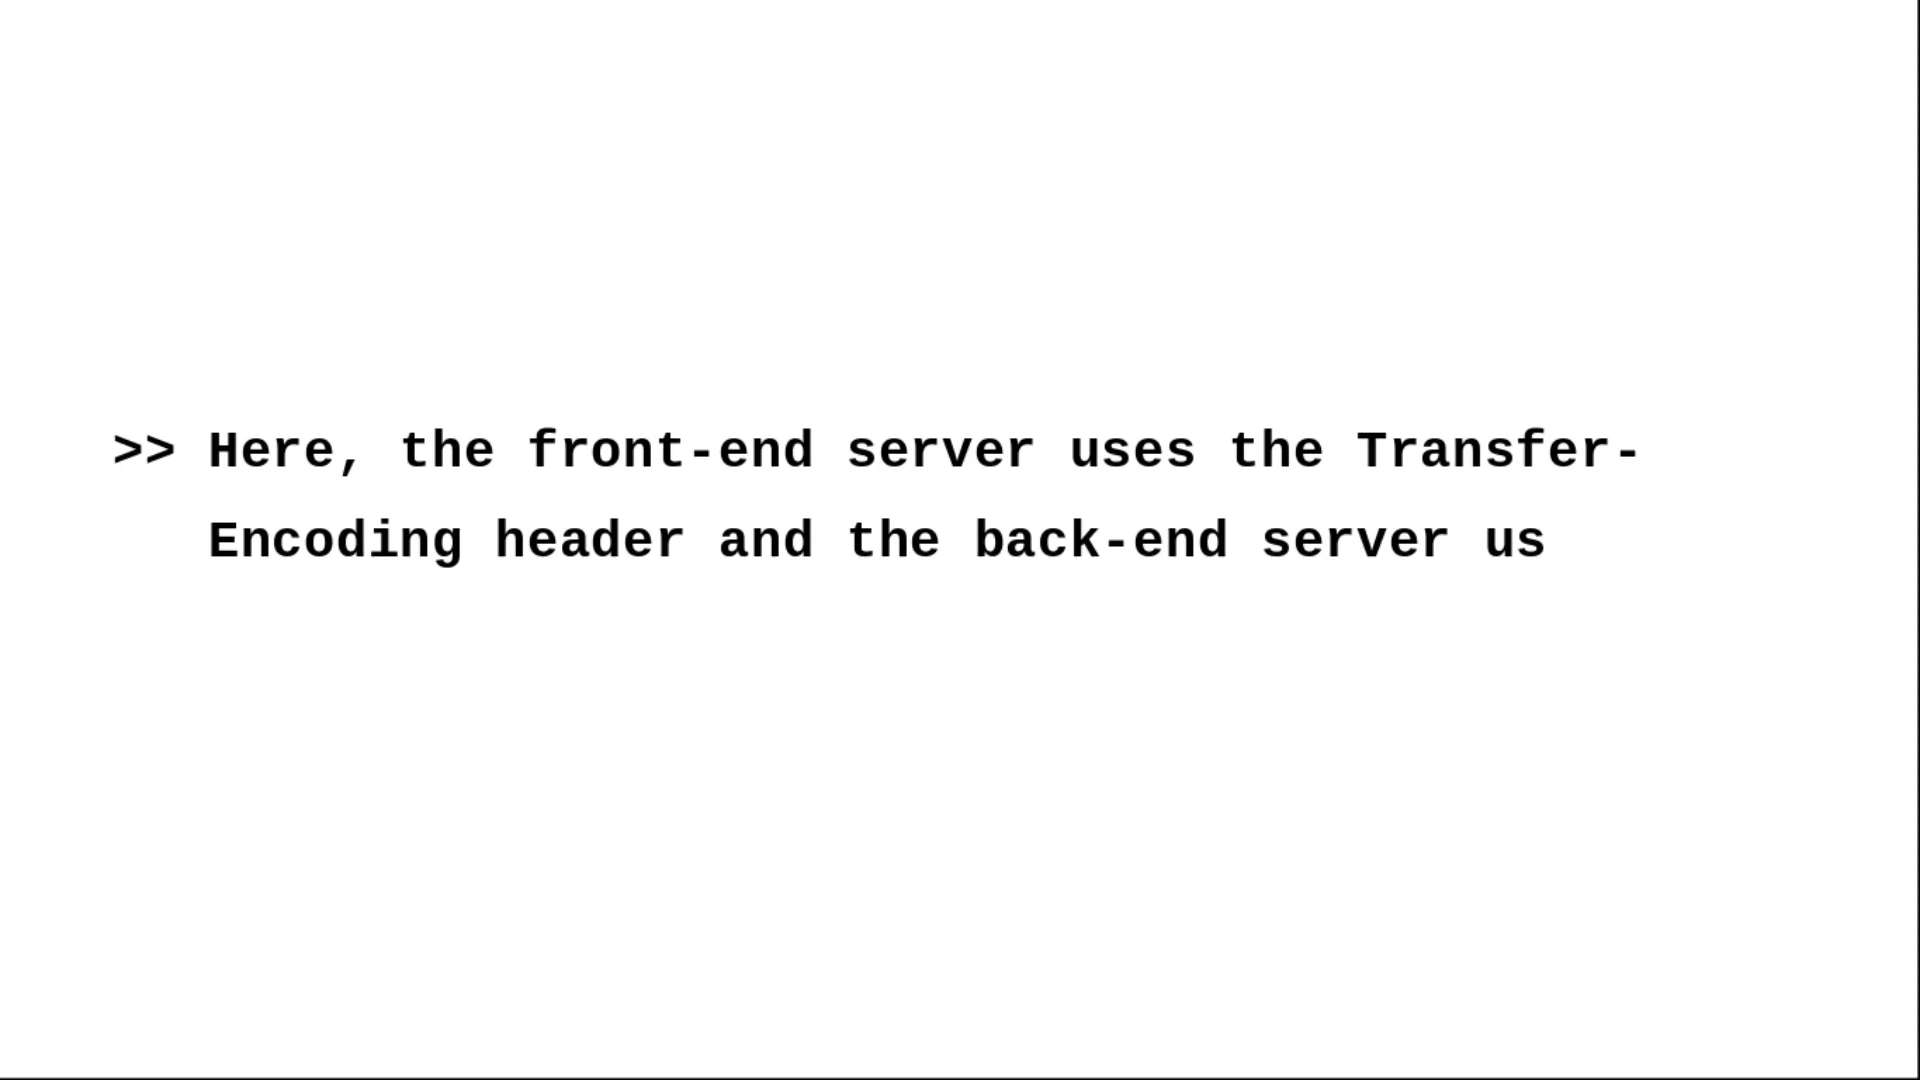 >> Here, the front-end server uses the Transfer-
Encoding header and the back-end server us